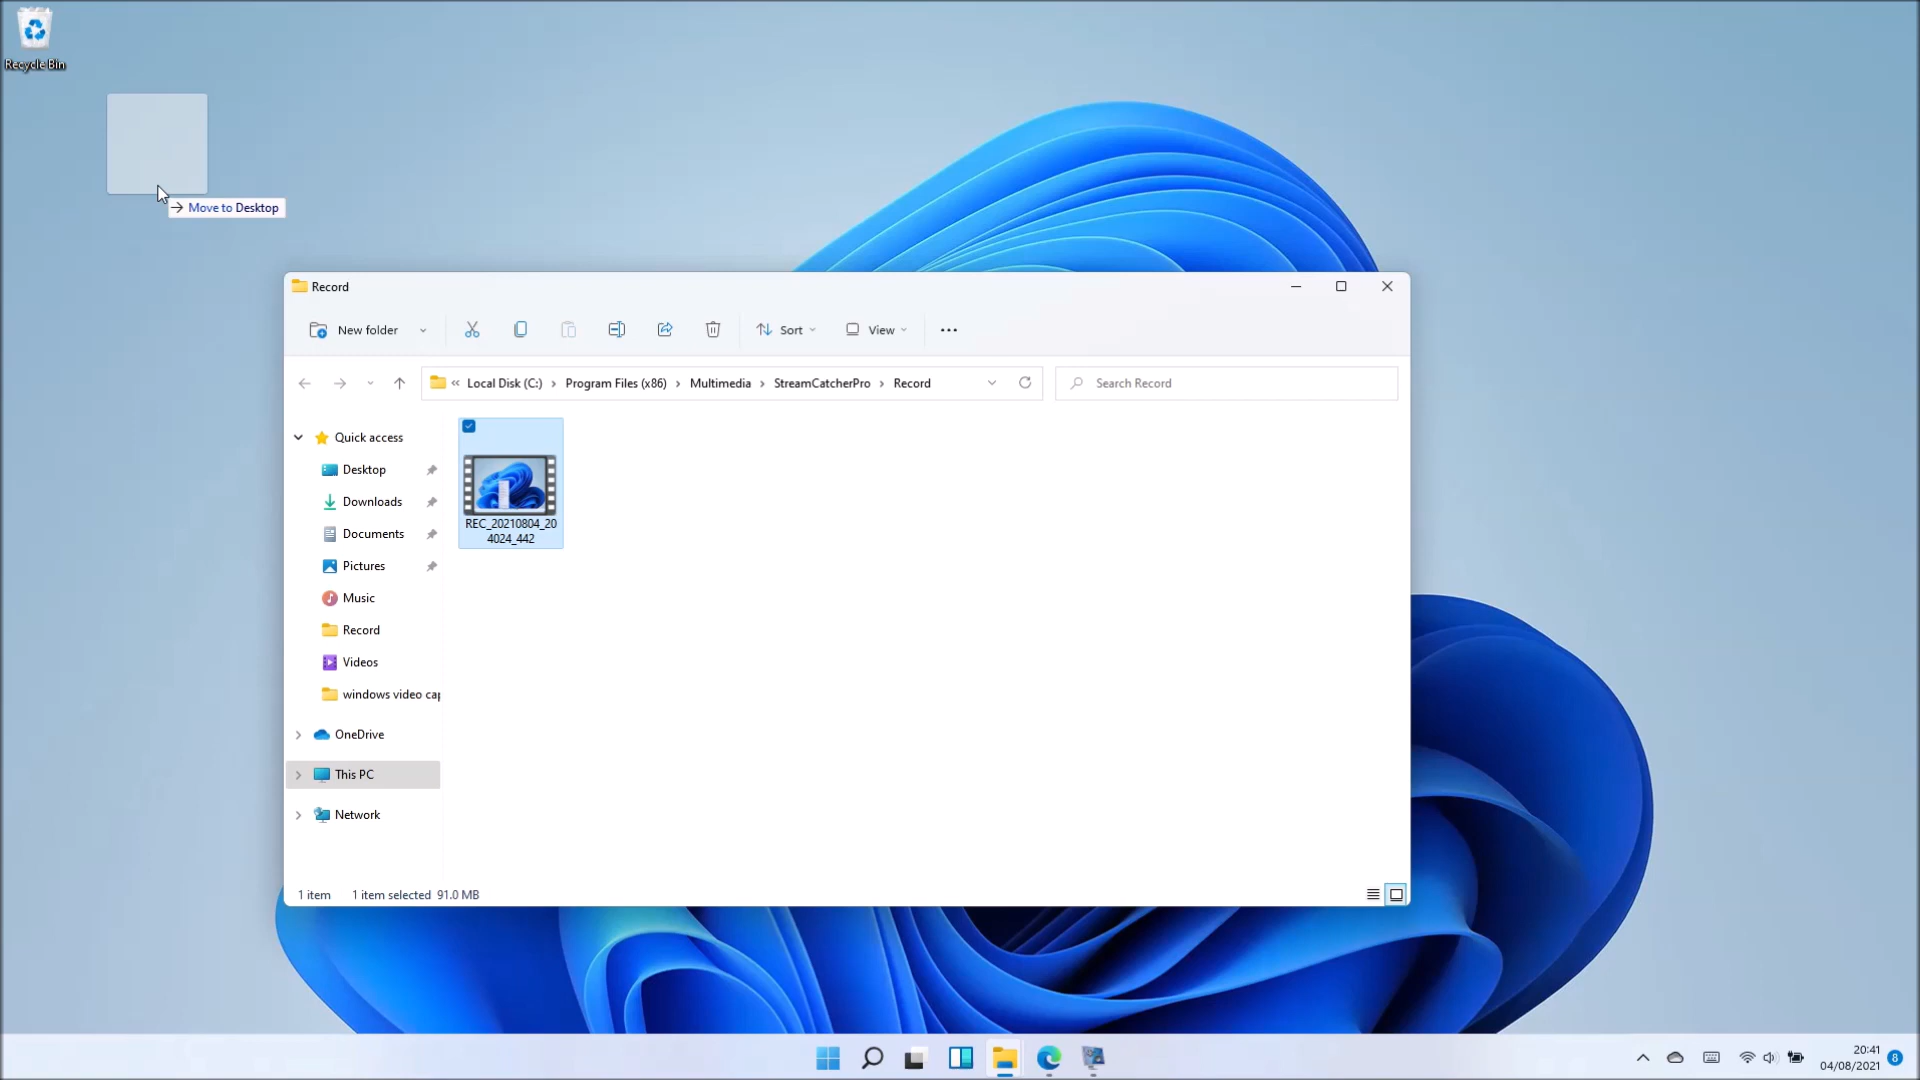 Recycle Bin
Move to Desktop
Record
New folder
Sort
View
« Local Disk (C:) › Program Files (x86) › Multimedia › StreamCatcherPro › Record
Search Record
Quick access
Desktop
Downloads
Documents
Pictures
Music
Record
Videos
windows video cap
OneDrive
This PC
Network
REC_20210804_20
4024_442
1 item 1 item selected 91.0 MB
20:41
04/08/2021
8